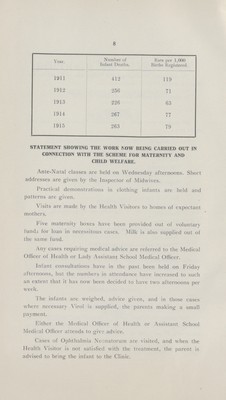 8
Year. Number of Infant Deaths. Rate per 1,000 Births Registered.
1911 412 119
1912 236 71
1913 226 65
1914 267 77
1915 263 79
STATEMENT SHOWING THE WORK NOW BEING CARRIED OUT IN
CONNECTION WITH THE SCHEME FOR MATERNITY AND
CHILD WELFARE.
Ante-Natal classes are held on Wednesday afternoons. Short
addresses are given by the Inspector of Midwives.
Practical demonstrations in clothing infants are held and
patterns are given.
Visits are made by the Health Visitors to homes of expectant
mothers.
Five maternity boxes have been provided out of voluntary
funds for loan in necessitous cases. Milk is also supplied out of
the same fund.
Any cases requiring medical advice are referred to the Medical
Officer of Health or Lady Assistant School Medical Officer.
Infant consultations have in the past been held on Friday
afternoons, but the numbers in attendance have increased to such
an extent that it has now been decided to have two afternoons per
week.
The infants are weighed, advice given, and in those cases
where necessary Virol is supplied, the parents making a small
payment.
Either the Medical Officer of Health or Assistant School
Medical Officer attends to give advice.
Cases of Ophthalmia Neonatorum are visited, and when the
Health Visitor is not satisfied with the treatment, the parent is
advised to bring the infant to the Clinic.